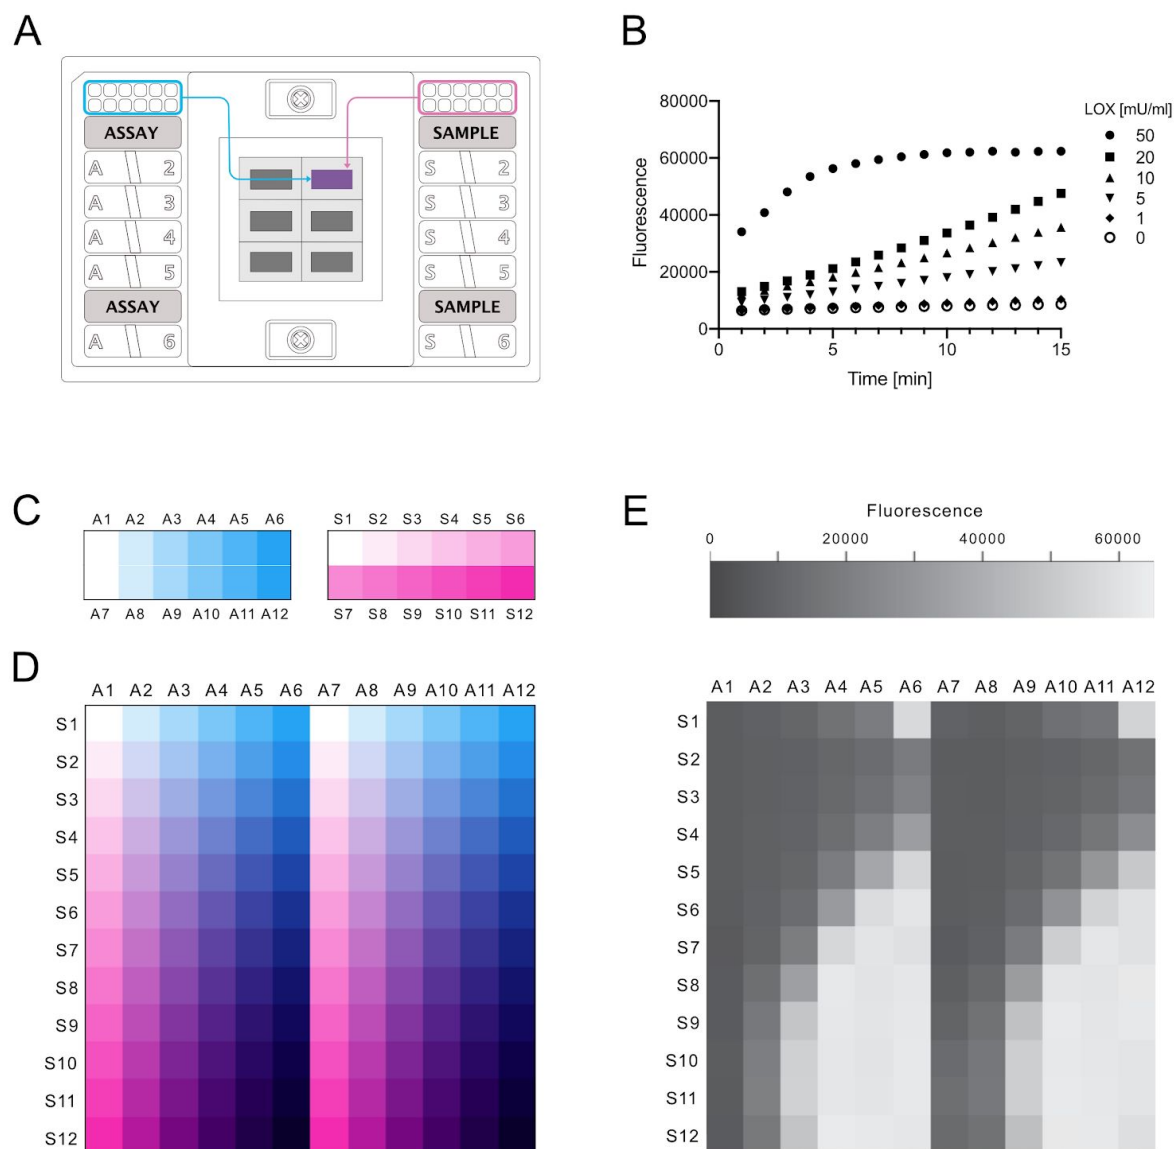 A
ASSAY
A 2
A 3
A 4
A 5
ASSAY
A 6
SAMPLE
S 2
S 3
S 4
S 5
SAMPLE
S 6
B
80000
60000
40000
20000
0
Fluorescence
0 5 10 15
Time [min]
LOX [mU/ml]
50
20
10
5
1
0
C
A1 A2 A3 A4 A5 A6
A7 A8 A9 A10 A11 A12
S1 S2 S3 S4 S5 S6
S7 S8 S9 S10 S11 S12
D
A1 A2 A3 A4 A5 A6 A7 A8 A9 A10 A11 A12
S1
S2
S3
S4
S5
S6
S7
S8
S9
S10
S11
S12
E
Fluorescence
0 20000 40000 60000
A1 A2 A3 A4 A5 A6 A7 A8 A9 A10 A11 A12
S1
S2
S3
S4
S5
S6
S7
S8
S9
S10
S11
S12